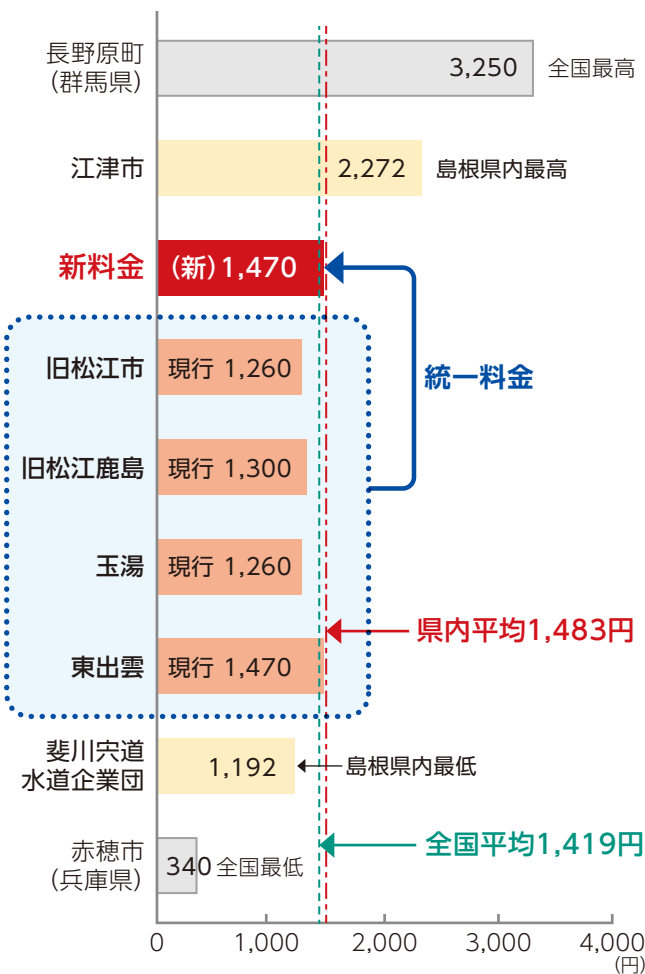 長野原町
(群馬県)
3,250
全国最高
江津市
2,272
島根県内最高
新料金
(新)1,470
旧松江市
現行 1,260
統一料金
旧松江鹿島
現行 1,300
玉湯
現行 1,260
県内平均1,483円
東出雲
現行 1,470
斐川宍道
水道企業団
1,192
島根県内最低
全国平均1,419円
赤穂市
(兵庫県)
340 全国最低
0
1,000
2,000
3,000
4,000
(円)